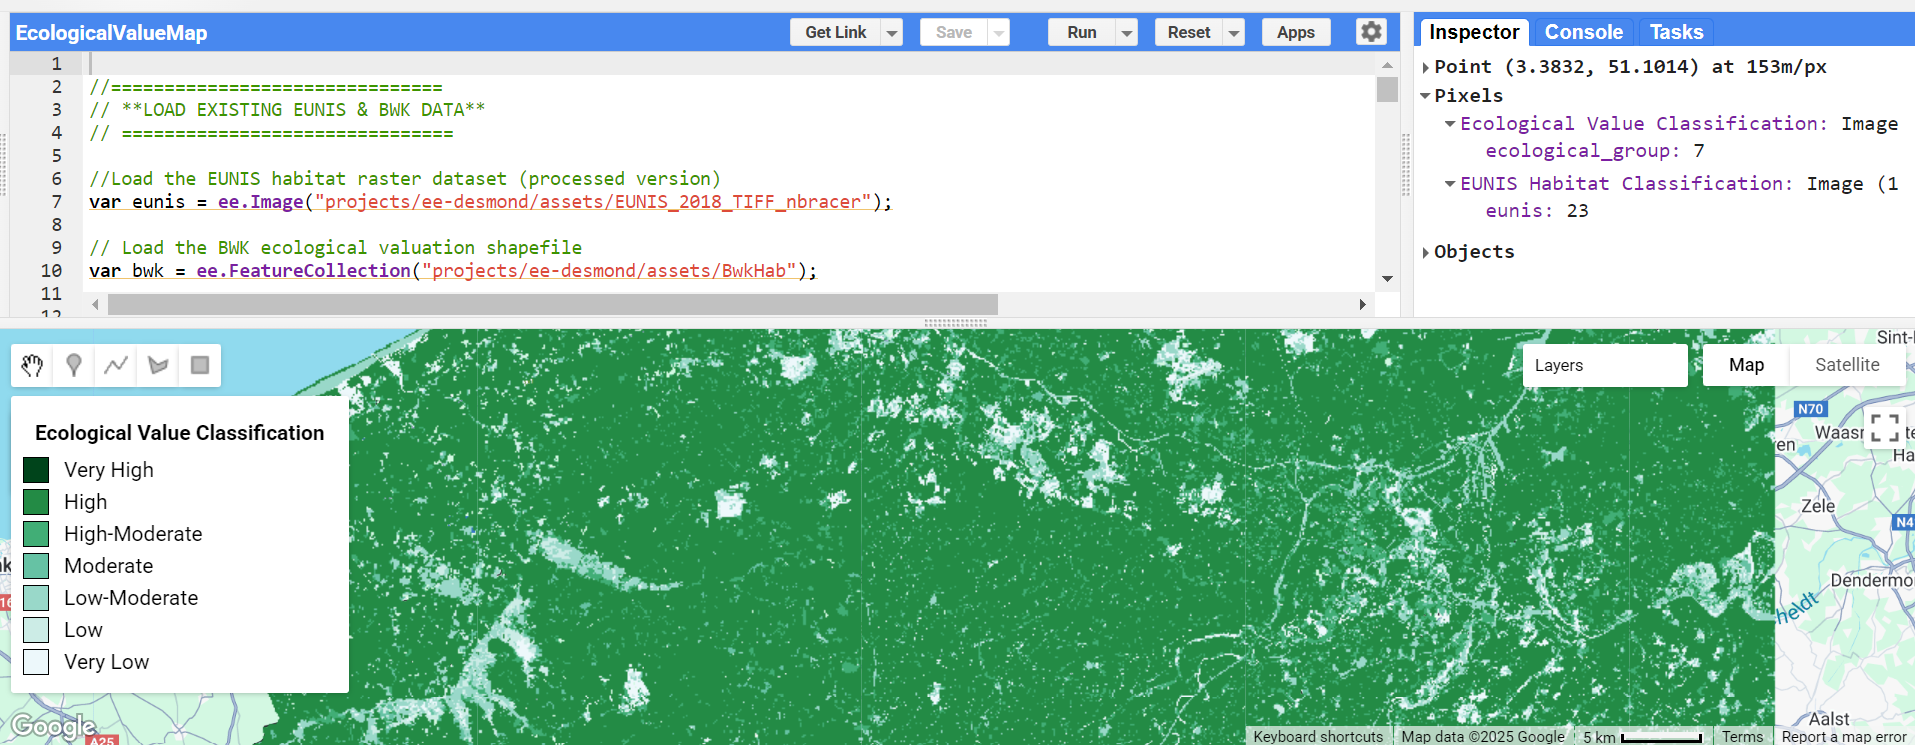 EcologicalValueMap
Get Link
Save
Run
Reset
Apps
1
2 //===============================
3 // **LOAD EXISTING EUNIS & BWK DATA**
4 // ===============================
5
6 //Load the EUNIS habitat raster dataset (processed version)
7 var eunis = ee.Image("projects/ee-desmond/assets/EUNIS_2018_TIFF_nbracer");
8
9 // Load the BWK ecological valuation shapefile
10 var bwk = ee.FeatureCollection("projects/ee-desmond/assets/BwkHab");
11
12
Inspector Console Tasks
Point (3.3832, 51.1014) at 153m/px
Pixels
Ecological Value Classification: Image
ecological_group: 7
EUNIS Habitat Classification: Image (1
eunis: 23
Objects
Layers
Map
Satellite
Ecological Value Classification
Very High
High
High-Moderate
Moderate
Low-Moderate
Low
Very Low
Sint-
N70
Waasr
Ha
Zele
N4
Dendermo
heldt
Aalst
16
A25
Google
Keyboard shortcuts
Map data ©2025 Google
5 km
Terms
Report a map error